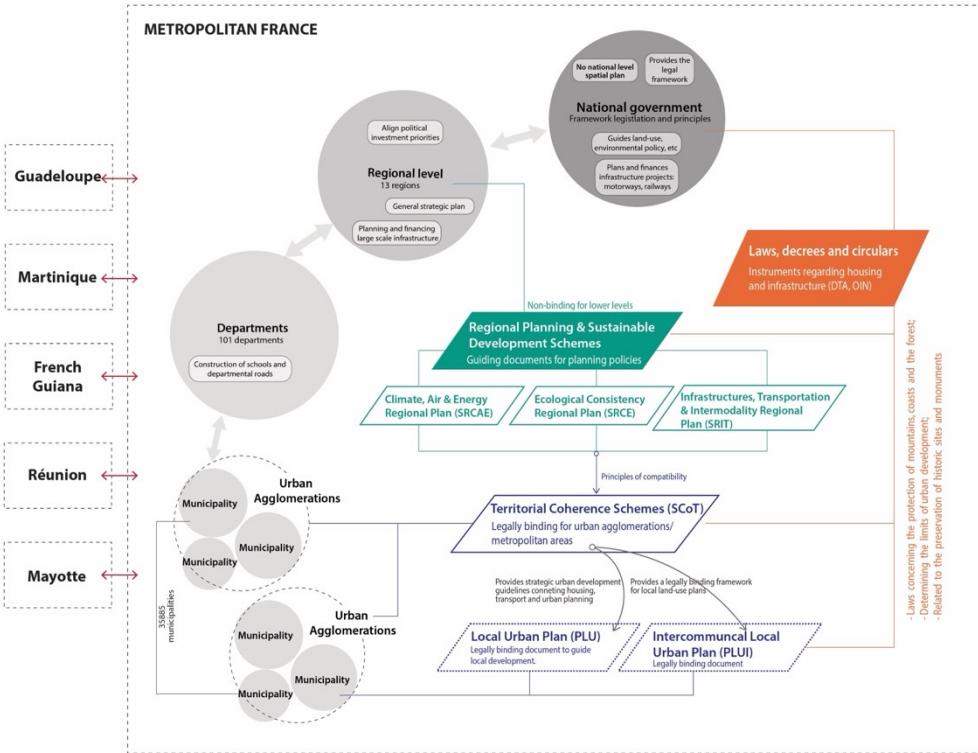 METROPOLITAN FRANCE
Guadeloupe
Martinique
French
Guiana
Réunion
Mayotte
No national level
spatial plan
Provides the
legal
framework
National government
Framework legistlation and principles
Guides land-use,
environmental policy, etc
Plans and finances
infrastructure projects:
motorways, railways
Align political
investment priorities
Regional level
13 regions
General strategic plan
Planning and financing
large scale infrastructure
Departments
101 departments
Construction of schools and
departmental roads
Laws, decrees and circulars
Instruments regarding housing
and infrastructure (DTA, OIN)
Non-binding for lower levels
Regional Planning & Sustainable
Development Schemes
Guiding documents for planning policies
Climate, Air & Energy
Regional Plan (SRCAE)
Ecological Consistency
Regional Plan (SRCE)
Infrastructures, Transportation
& Intermodality Regional
Plan (SRIT)
Principles of compatibility
Territorial Coherence Schemes (SCoT)
Legally binding for urban agglomerations/
metropolitan areas
Provides strategic urban development
guidelines conneting housing,
transport and urban planning
Provides a legally binding framework
for local land-use plans
Local Urban Plan (PLU)
Legally binding document to guide
local development.
Intercommuncal Local
Urban Plan (PLUI)
Legally binding document
Urban
Agglomerations
Municipality
Municipality
Municipality
Urban
Agglomerations
Municipality
Municipality
Municipality
35885
municipalities
- Laws concerning the protection of mountains, coasts and the forest;
- Determining the limits of urban development;
- Related to the preservation of historic sites and monuments